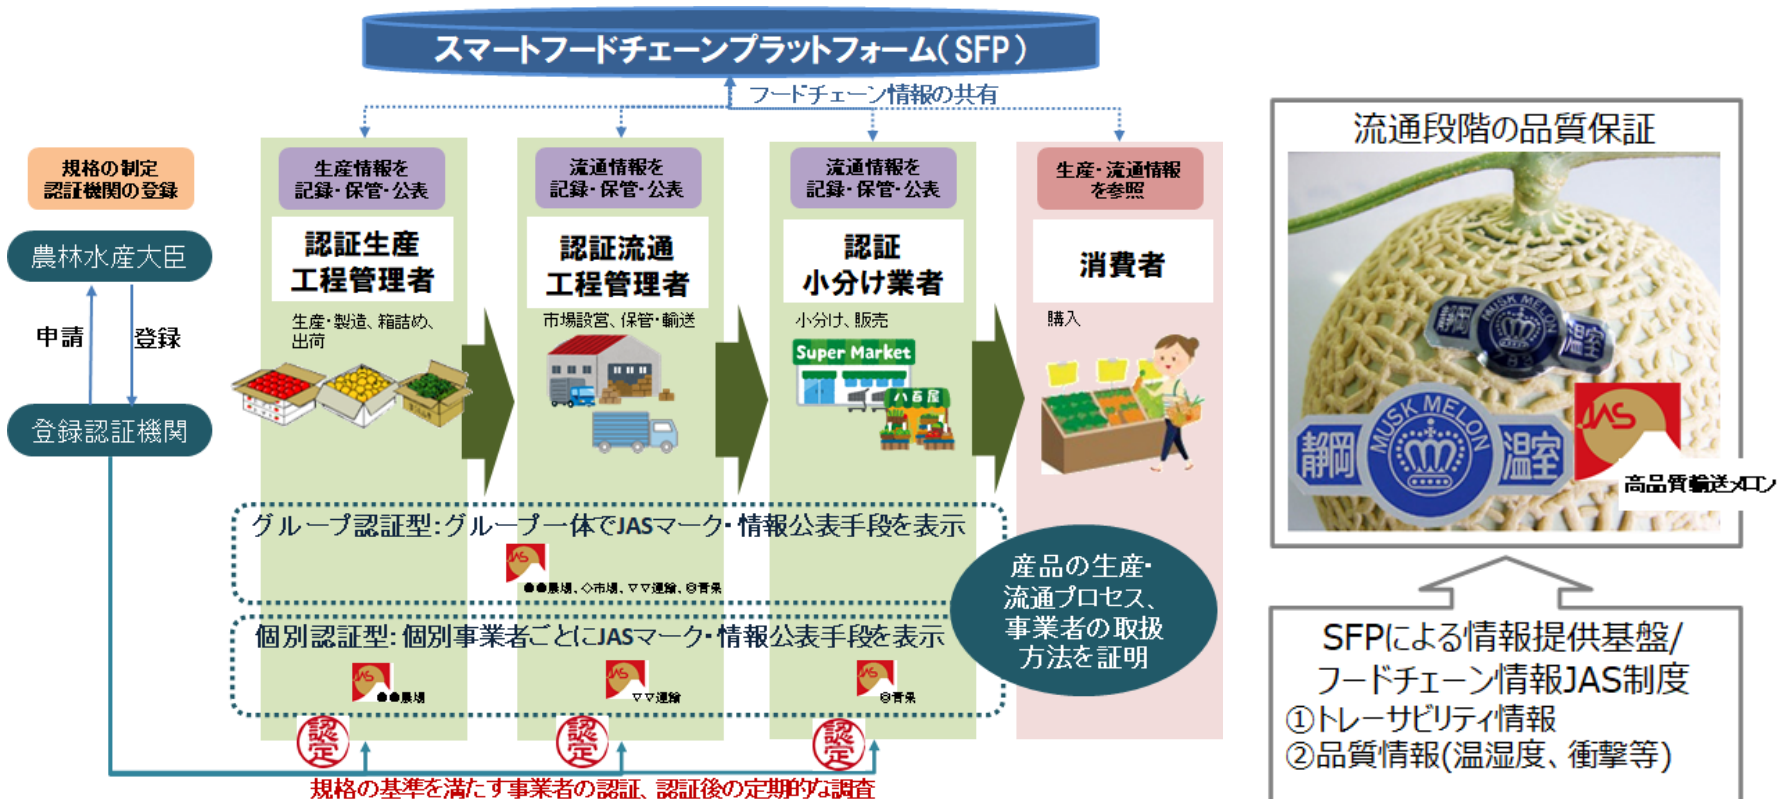 スマートフードチェーンプラットフォーム(SFP)
フードチェーン情報の共有
規格の制定
認証機関の登録
農林水産大臣
申請
登録
登録認証機関
生産情報を
記録・保管・公表
認証生産
工程管理者
生産・製造、箱詰め、
出荷
流通情報を
記録・保管・公表
認証流通
工程管理者
市場設営、保管・輸送
流通情報を
記録・保管・公表
認証
小分け業者
小分け、販売
Super Market
八百屋
生産・流通情報
を参照
消費者
購入
グループ認証型:グループ一体でJASマーク・情報公表手段を表示
JAS
●●農場、◇市場、▽▽運輸、◎青果
個別認証型:個別事業者ごとにJASマーク・情報公表手段を表示
JAS
●●農場
JAS
▽▽運輸
JAS
◎青果
産品の生産・
流通プロセス、
事業者の取扱
方法を証明
認定
認定
認定
規格の基準を満たす事業者の認証、認証後の定期的な調査
流通段階の品質保証
静岡
MUSK MELON
798
温室
静岡
MUSK MELON
温室
JAS
高品質輸送メロン
SFPによる情報提供基盤/
フードチェーン情報JAS制度
①トレーサビリティ情報
②品質情報(温湿度、衝撃等)